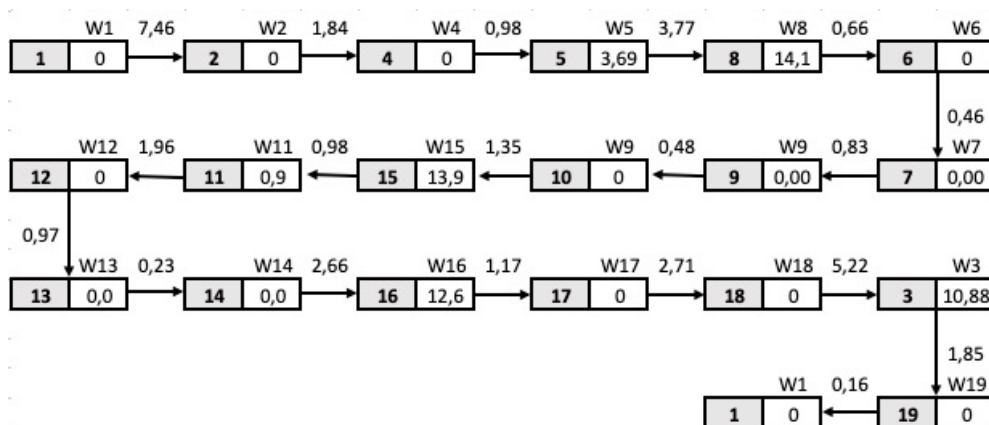 W1 7,46 W2 1,84 W4 0,98 W5 3,77 W8 0,66 W6
1 0 2 0 4 0 5 3,69 8 14,1 6 0
0,46
W12 1,96 W11 0,98 W15 1,35 W9 0,48 W9 0,83 W7
12 0 11 0,9 15 13,9 10 0 9 0,00 7 0,00
0,97
W13 0,23 W14 2,66 W16 1,17 W17 2,71 W18 5,22 W3
13 0,0 14 0,0 16 12,6 17 0 18 0 3 10,88
1,85
W1 0,16 W19
1 0 19 0